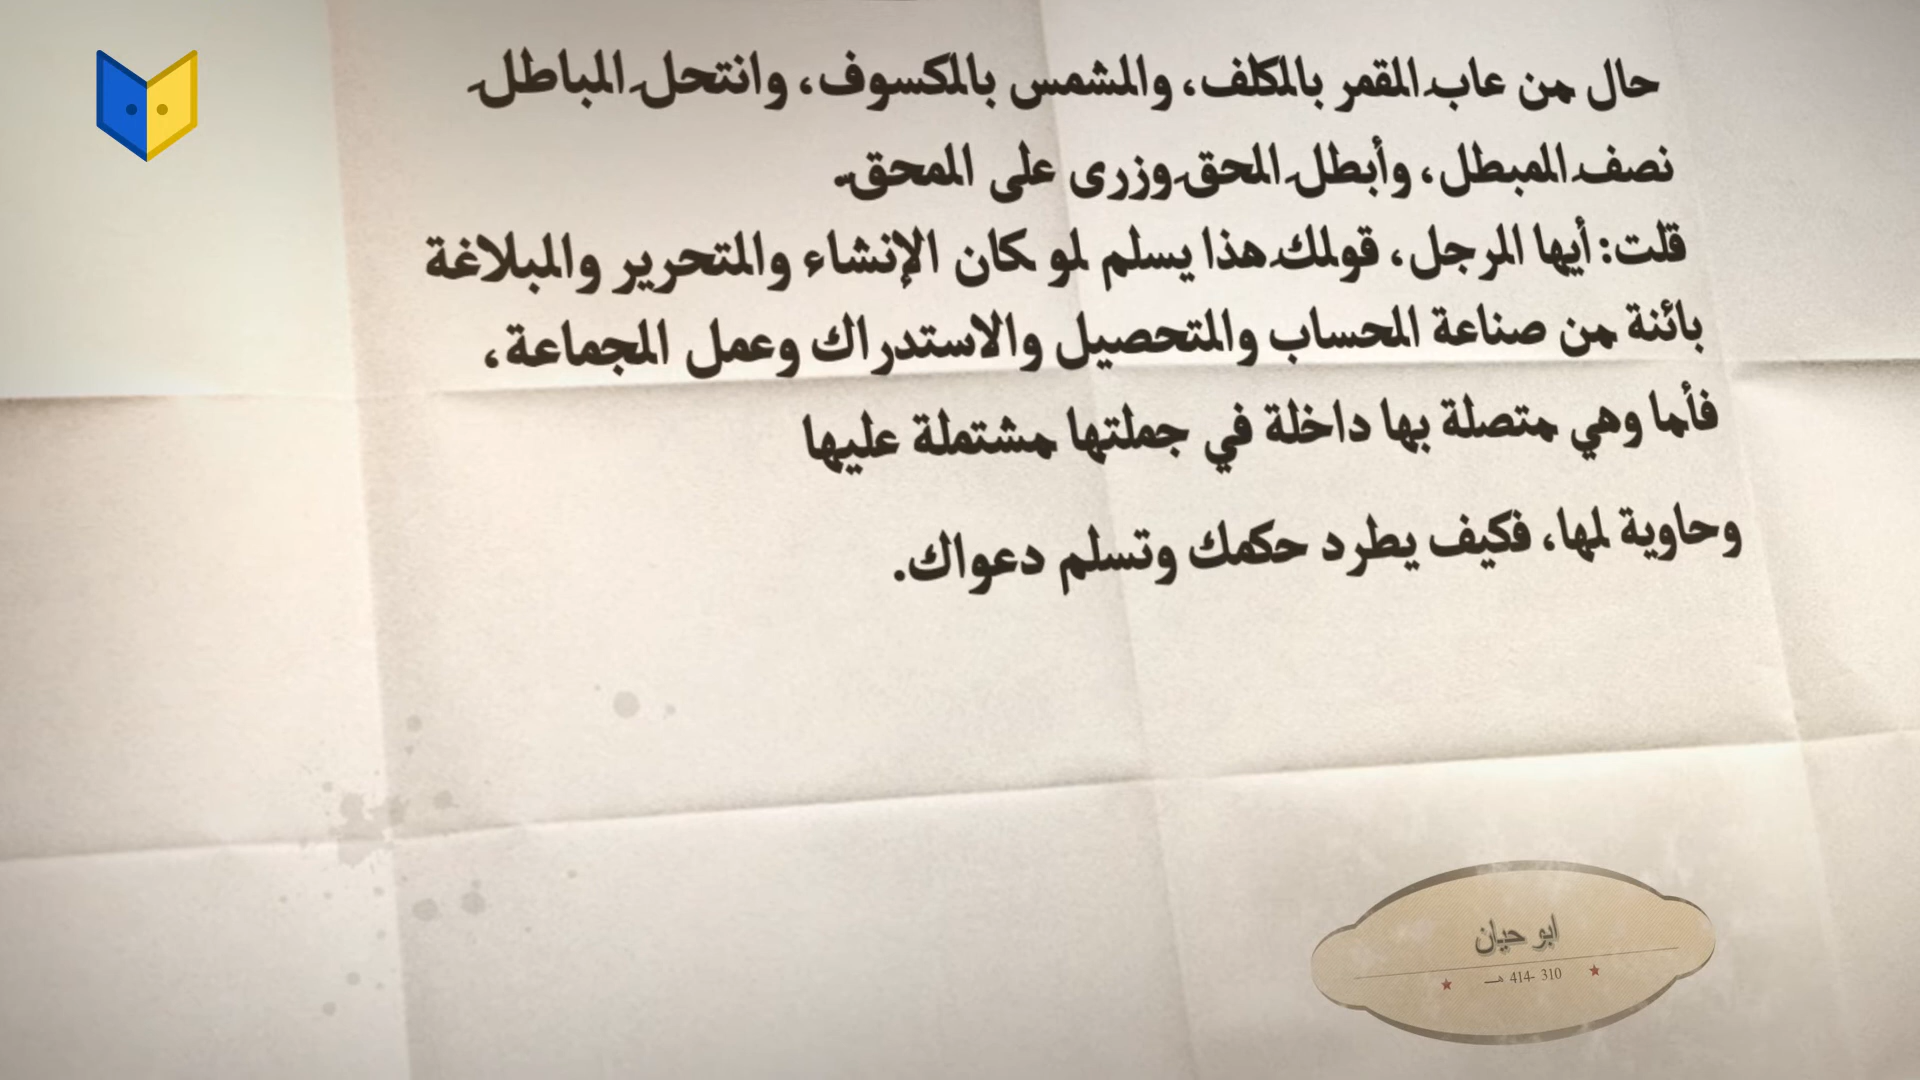 حال من عاب القمر بالكلف، والشمس بالكسوف، وانتحل الباطل
نصف المبطل، وأبطل الحق وزرى على المحق.
قلت: أيها الرجل، قولك هذا يسلم لو كان الإنشاء والتحرير والبلاغة
بائنة من صناعة الحساب والتحصيل والاستدراك وعمل الجماعة،
فأما وهي متصلة بها داخلة في جملتها مشتملة عليها
وحاوية لها، فكيف يطرد حكمك وتسلم دعواك.
ابو حيان
310 -414 هـ